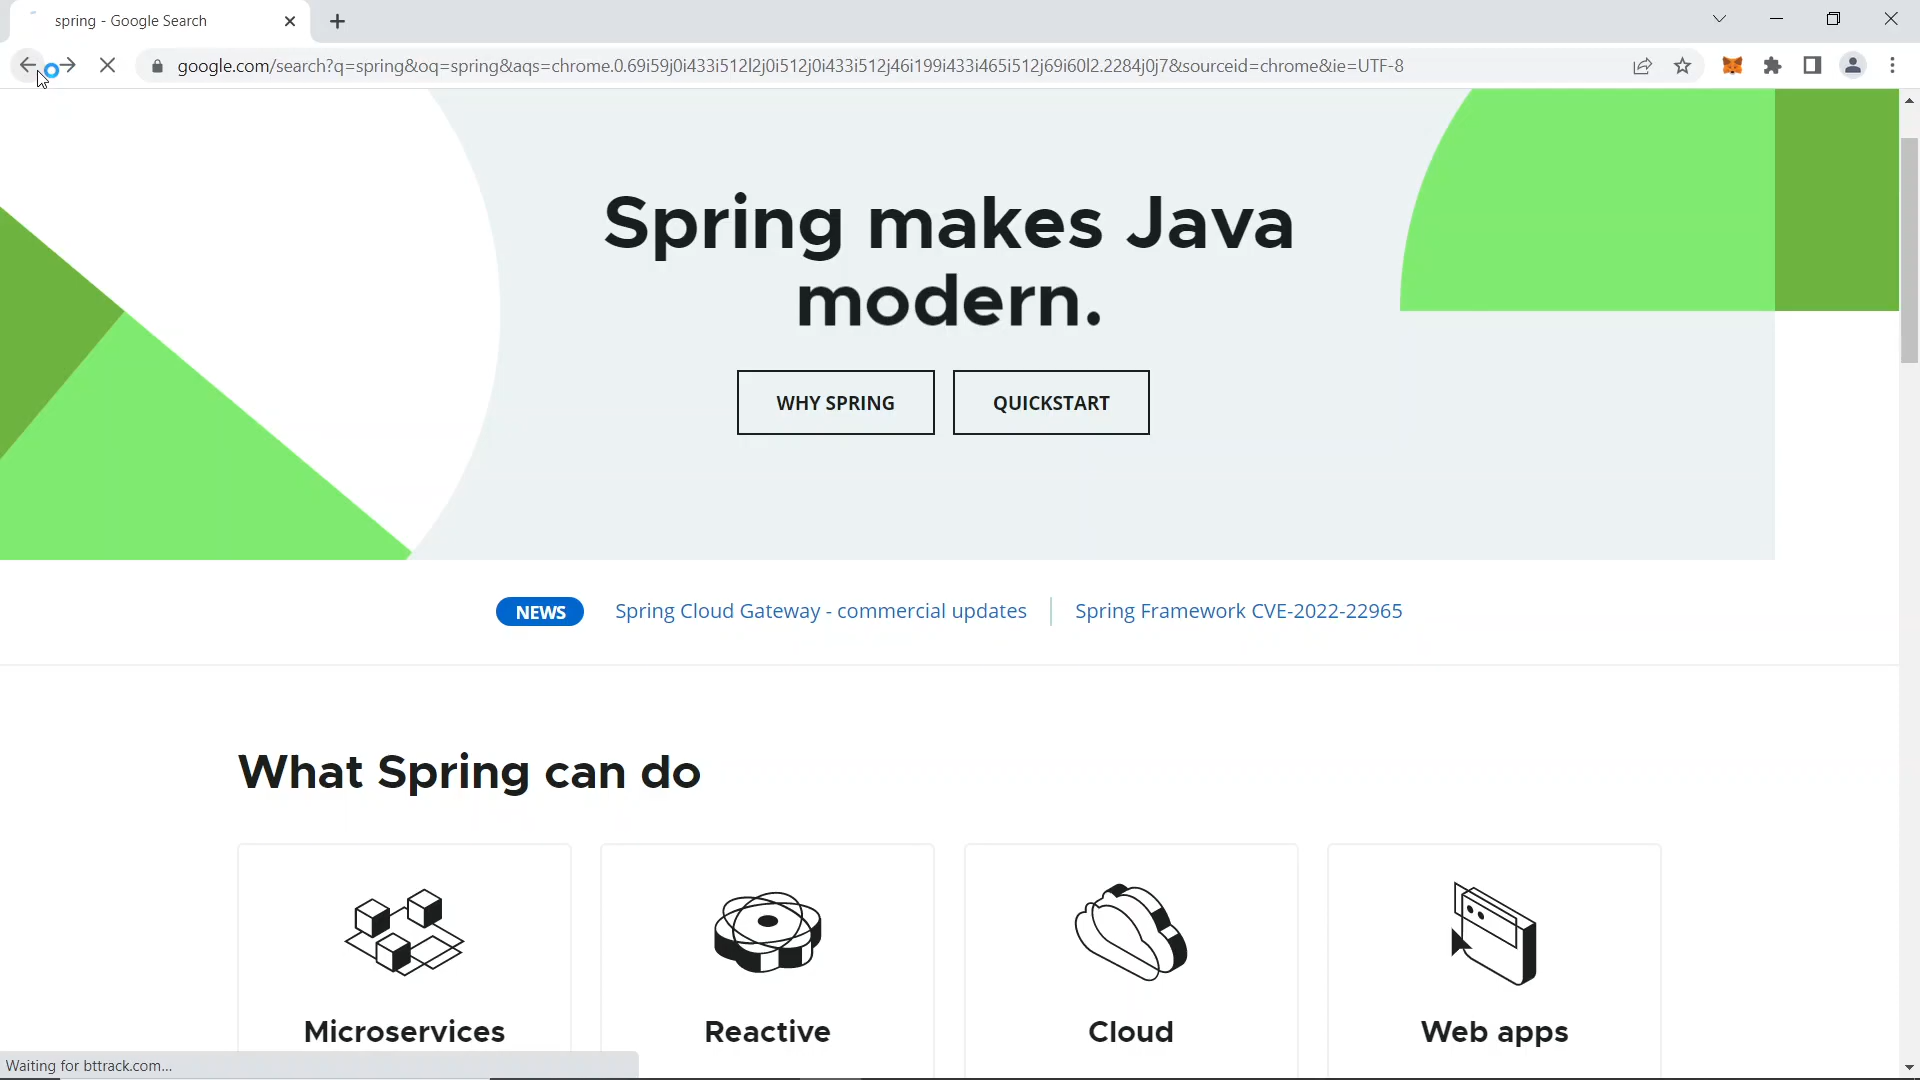 spring - Google Search
google.com/search?q=spring&oq=spring&aqs=chrome.0.69i59j0i433i512l2j0i512j0i433i512j46i199i433i465i512j69i60l2.2284j0j7&sourceid=chrome&ie=UTF-8
Spring makes Java
modern.
WHY SPRING
QUICKSTART
NEWS
Spring Cloud Gateway - commercial updates
Spring Framework CVE-2022-22965
What Spring can do
Microservices
Reactive
Cloud
Web apps
Waiting for bttrack.com...